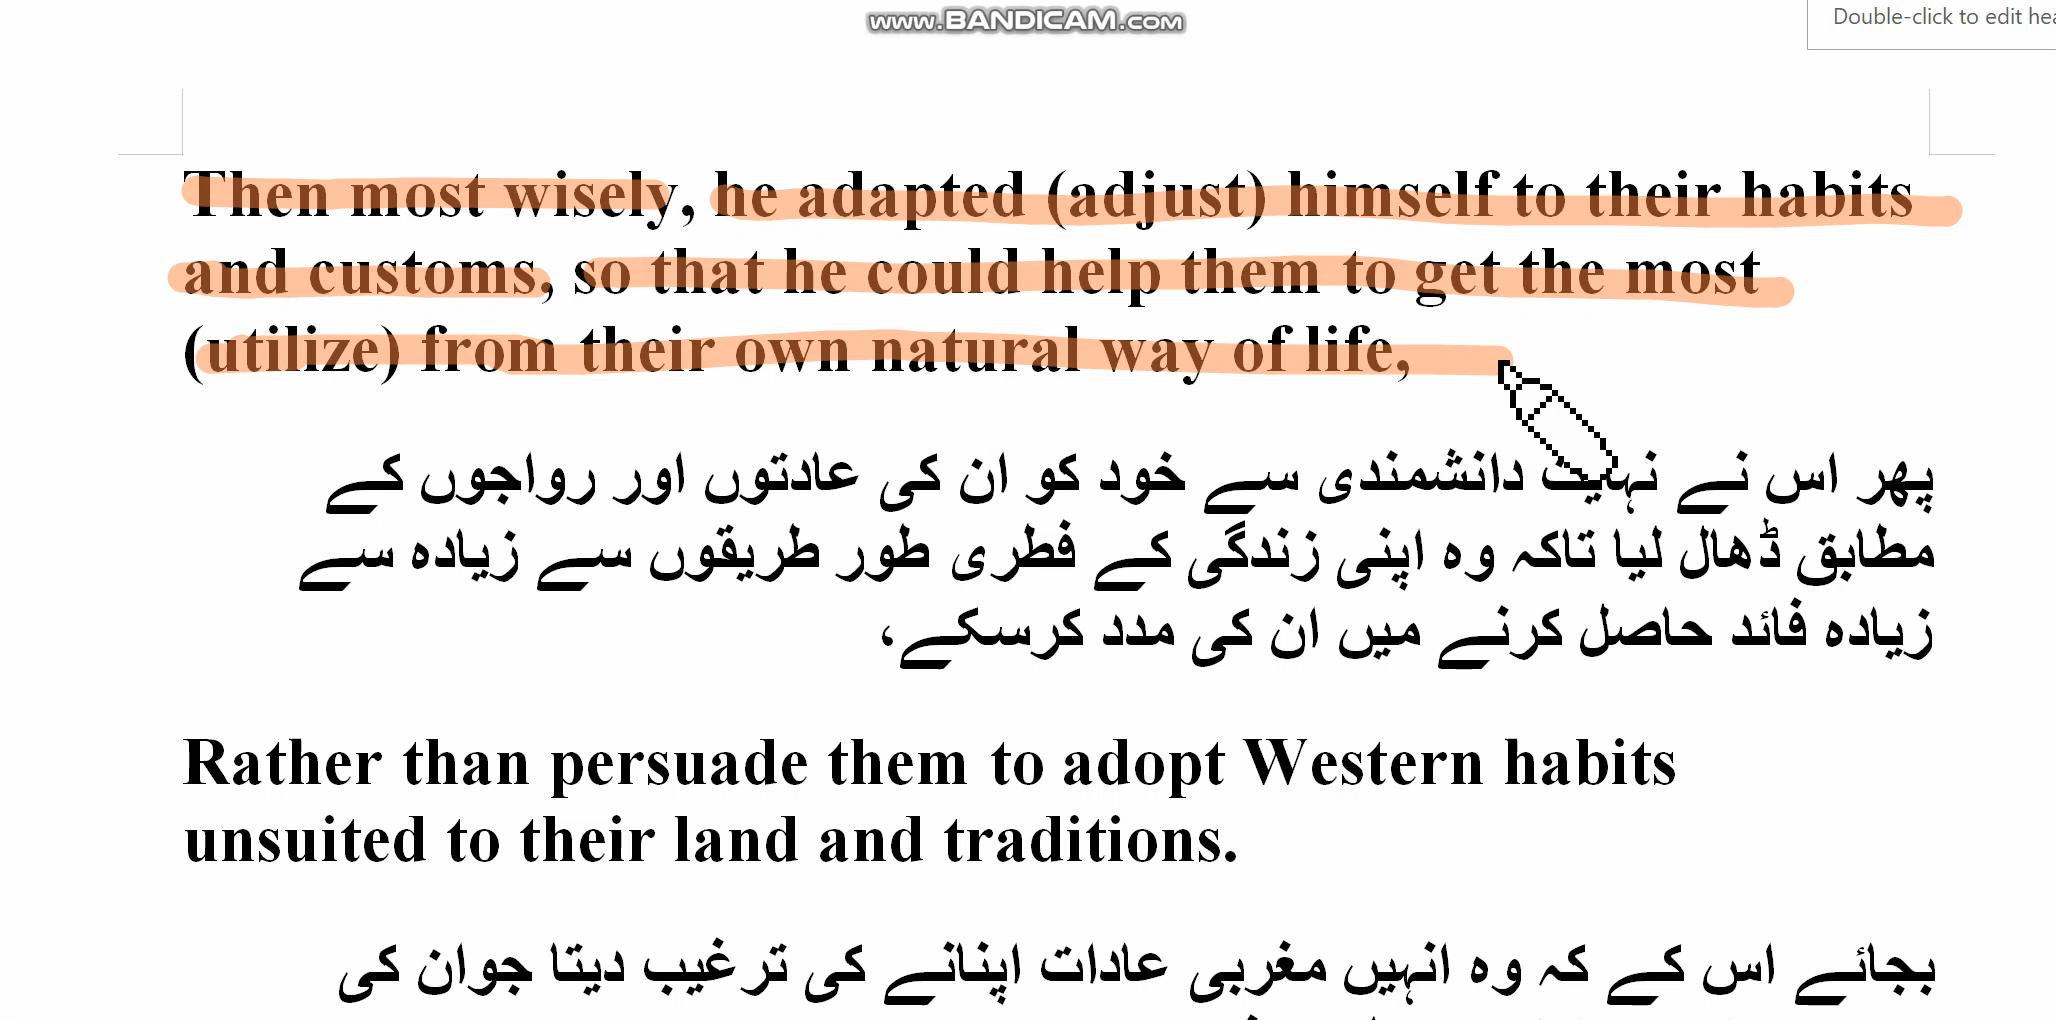 www.BANDICAM.com
Double-click to edit hea
Then most wisely, he adapted (adjust) himself to their habits
and customs, so that he could help them to get the most
(utilize) from their own natural way of life,
پھر اس نے نہایت دانشمندی سے خود کو ان کی عادتوں اور رواجوں کے
مطابق ڈھال لیا تاکہ وہ اپنی زندگی کے فطری طور طریقوں سے زیادہ سے
زیادہ فائد حاصل کرنے میں ان کی مدد کرسکے،
Rather than persuade them to adopt Western habits
unsuited to their land and traditions.
بجائے اس کے کہ وہ انہیں مغربی عادات اپنانے کی ترغیب دیتا جوان کی